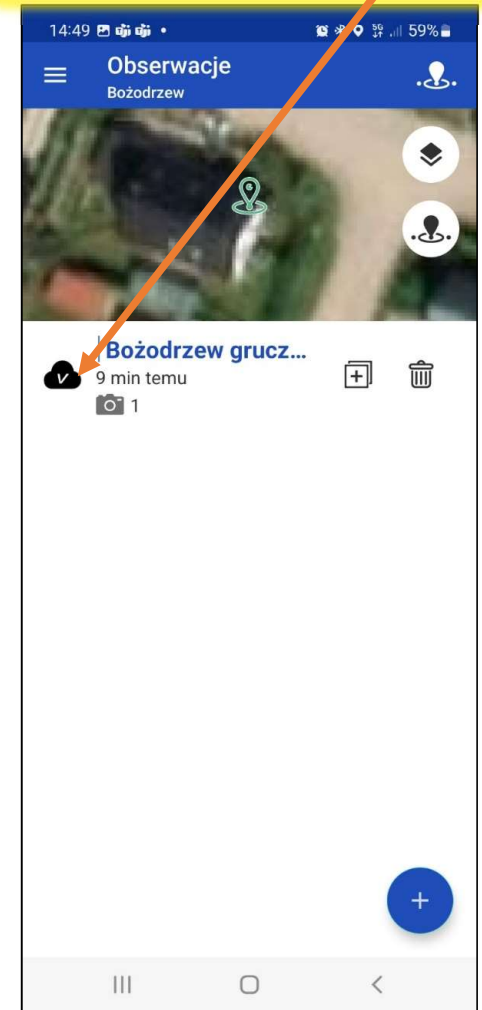 14:49
59%
Obserwacje
Bożodrzew
Bożodrzew grucz...
9 min temu
1